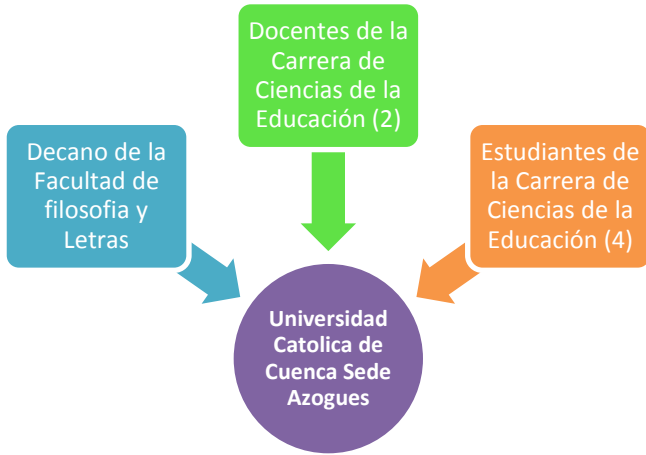 Docentes de la
Carrera de
Ciencias de la
Educación (2)
Decano de la
Facultad de
filosofia y
Letras
Estudiantes de
la Carrera de
Ciencias de la
Educación (4)
Universidad
Catolica de
Cuenca Sede
Azogues